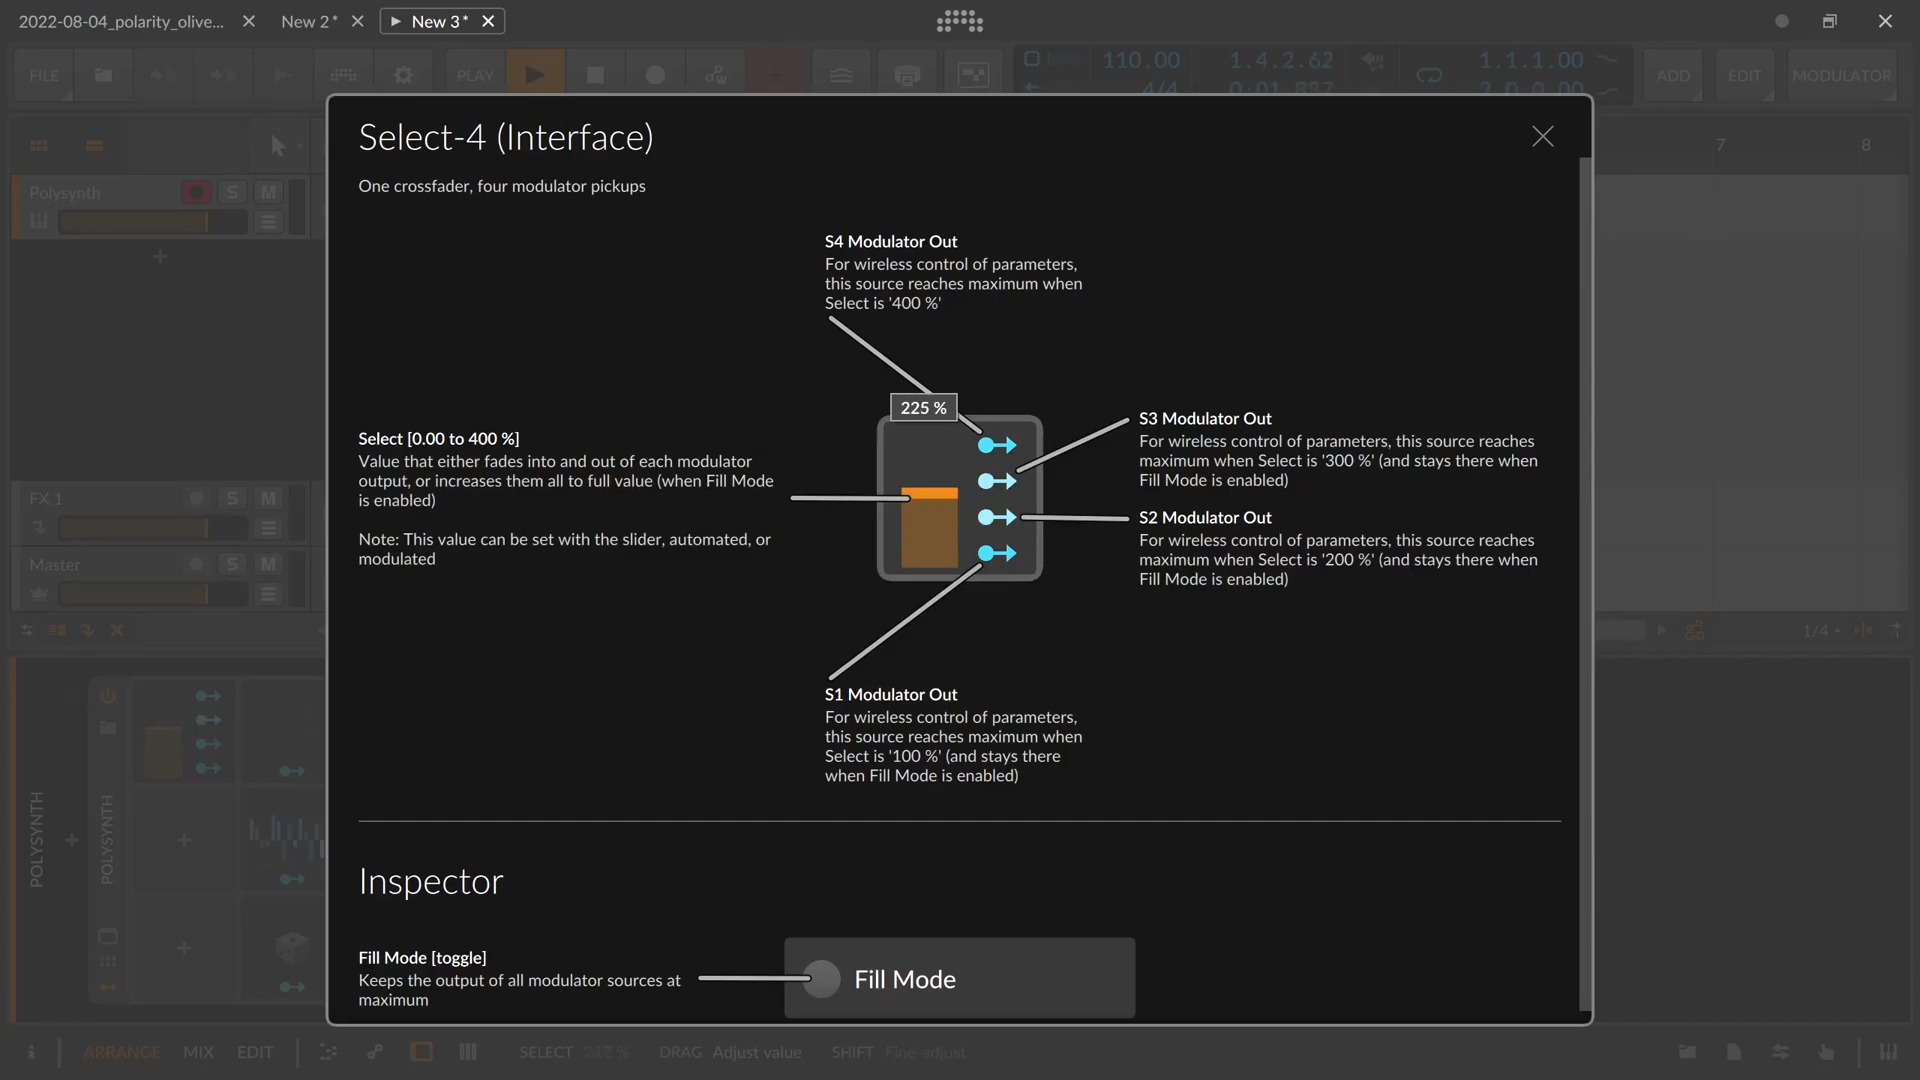 2022-08-04_polarity_olive...
New 2 *
New 3*
FILE
PLAY
110.00
4/4
1.4.2.62
0:01.897
1.1.1.00
2.0.0.00
ADD
EDIT
MODULATOR
7
8
Polysynth
S
M
FX 1
S
M
Master
S
M
1/4
Select-4 (Interface)
One crossfader, four modulator pickups
S4 Modulator Out
For wireless control of parameters,
this source reaches maximum when
Select is '400 %'
225 %
Select [0.00 to 400 %]
Value that either fades into and out of each modulator
output, or increases them all to full value (when Fill Mode
is enabled)
Note: This value can be set with the slider, automated, or
modulated
S3 Modulator Out
For wireless control of parameters, this source reaches
maximum when Select is '300 %' (and stays there when
Fill Mode is enabled)
S2 Modulator Out
For wireless control of parameters, this source reaches
maximum when Select is '200 %' (and stays there when
Fill Mode is enabled)
S1 Modulator Out
For wireless control of parameters,
this source reaches maximum when
Select is '100 %' (and stays there
when Fill Mode is enabled)
Inspector
Fill Mode [toggle]
Keeps the output of all modulator sources at
maximum
Fill Mode
POLYSYNTH
POLYSYNTH
ARRANGE
MIX
EDIT
SELECT
DRAG
Adjust value
SHIFT
Fine-adjust